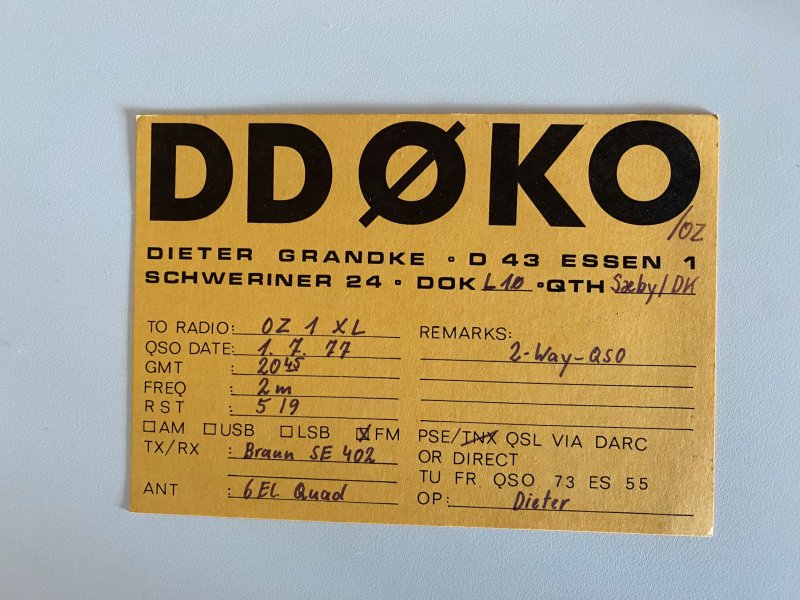 DDØKO
/OZ
DIETER GRANDKE · D 43 ESSEN 1
SCHWERINER 24 · DOK L10 · QTH Sæby/DK
TO RADIO: OZ 1 XL
QSO DATE: 1. 7. 77
GMT : 20 45
FREQ : 2m
RST : 5/9
☐AM ☐USB ☐LSB ☒FM
TX/RX : Braun SE 402
ANT : 6 El. Quad
REMARKS:
2-Way-QSO
PSE/TNX QSL VIA DARC
OR DIRECT
TU FR QSO 73 ES 55
OP: Dieter